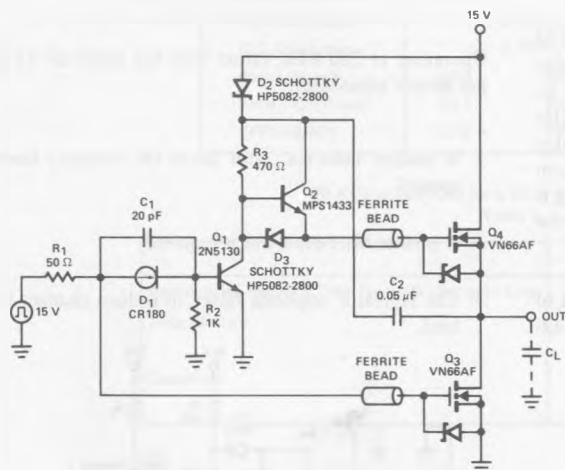 15 V
D2 SCHOTTKY
HP5082-2800
R3
470 Ω
Q2
MPS1433
FERRITE
BEAD
Q4
VN66AF
C1
20 pF
Q1
2N5130
R1
50 Ω
D3
SCHOTTKY
HP5082-2800
C2
0.05 µF
15 V
D1
CR180
R2
1K
OUT
CL
FERRITE
BEAD
Q3
VN66AF